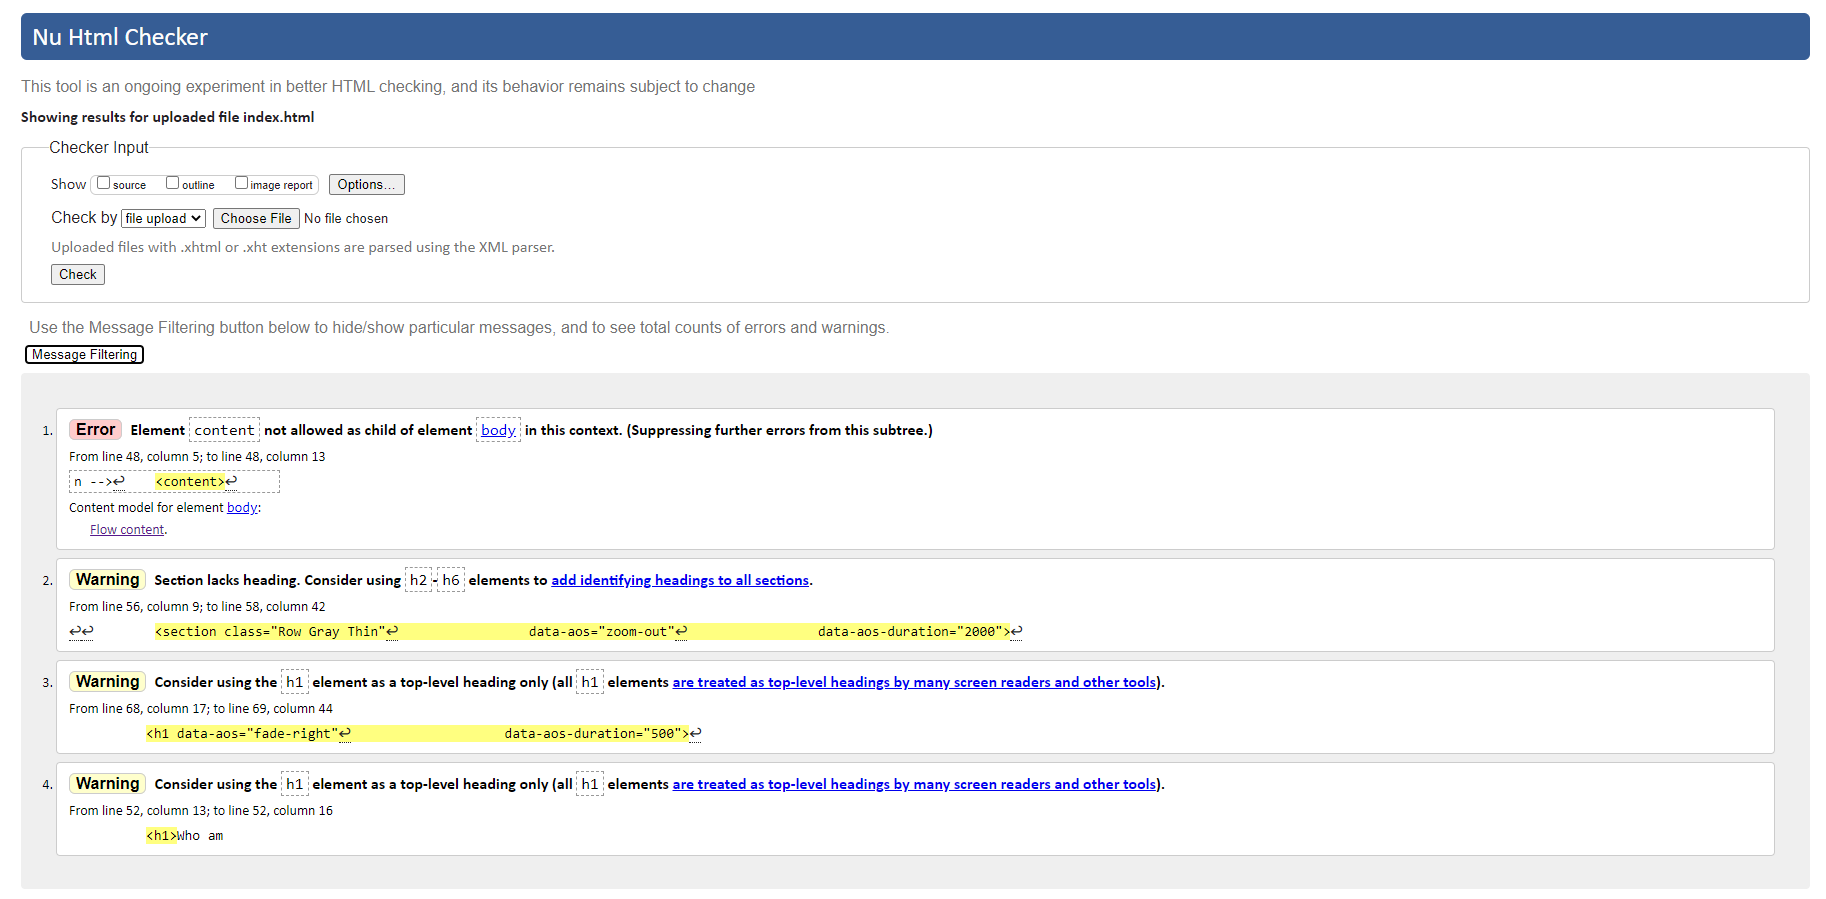 Nu Html Checker
This tool is an ongoing experiment in better HTML checking, and its behavior remains subject to change
Showing results for uploaded file index.html
Checker Input
Show source outline image report Options...
Check by file upload Choose File No file chosen
Uploaded files with .xhtml or .xht extensions are parsed using the XML parser.
Check
Use the Message Filtering button below to hide/show particular messages, and to see total counts of errors and warnings.
Message Filtering
1. Error Element content not allowed as child of element body in this context. (Suppressing further errors from this subtree.)
From line 48, column 5; to line 48, column 13
n -->↩ <content>↩
Content model for element body:
Flow content.
2. Warning Section lacks heading. Consider using h2-h6 elements to add identifying headings to all sections.
From line 56, column 9; to line 58, column 42
↩↩ <section class="Row Gray Thin"↩ data-aos="zoom-out"↩ data-aos-duration="2000">↩
3. Warning Consider using the h1 element as a top-level heading only (all h1 elements are treated as top-level headings by many screen readers and other tools).
From line 68, column 17; to line 69, column 44
<h1 data-aos="fade-right"↩ data-aos-duration="500">↩
4. Warning Consider using the h1 element as a top-level heading only (all h1 elements are treated as top-level headings by many screen readers and other tools).
From line 52, column 13; to line 52, column 16
<h1>Who am